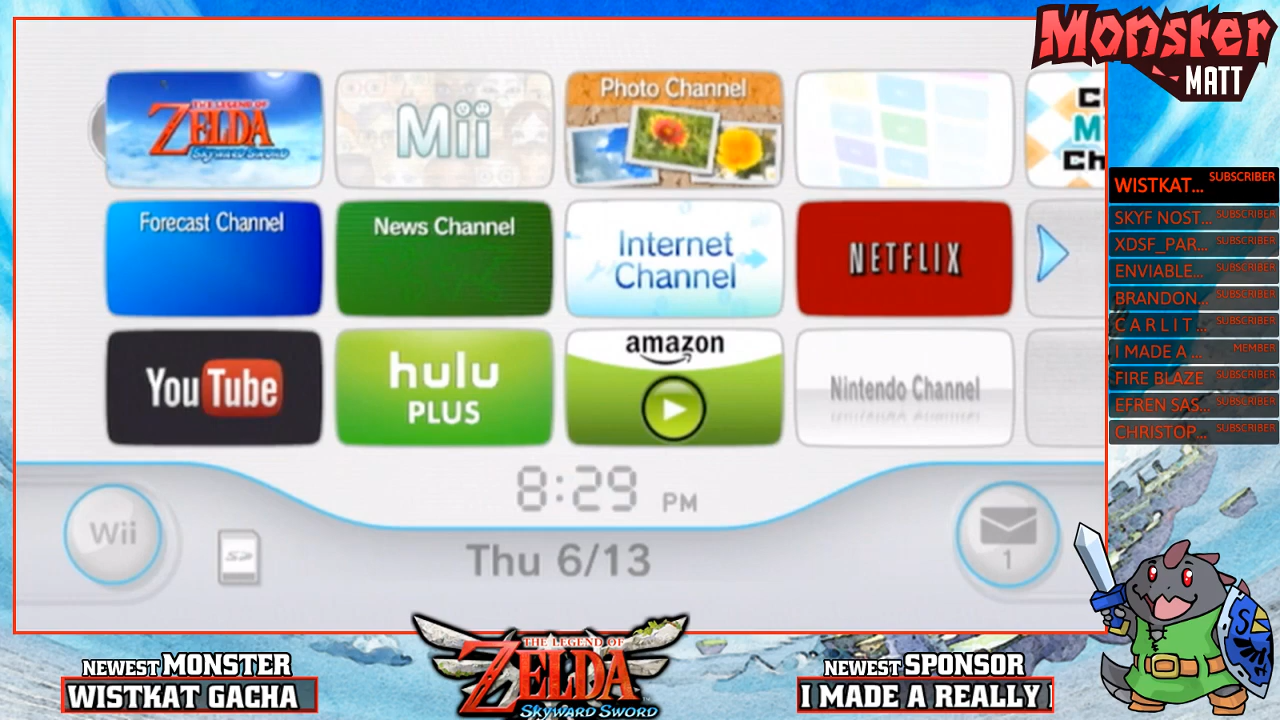 Monster
MATT
THE LEGEND OF
ZELDA
SKYWARD SWORD
Mii
Photo Channel
C
M
Ch
Forecast Channel
News Channel
Internet
Channel
NETFLIX
YouTube
hulu
PLUS
amazon
Nintendo Channel
8:29 PM
Thu 6/13
Wii
SD
1
WISTKAT... SUBSCRIBER
SKYF NOST... SUBSCRIBER
XDSF_PAR... SUBSCRIBER
ENVIABLE... SUBSCRIBER
BRANDON... SUBSCRIBER
C A R L I T ... SUBSCRIBER
I MADE A ... MEMBER
FIRE BLAZE SUBSCRIBER
EFREN SAS... SUBSCRIBER
CHRISTOP... SUBSCRIBER
NEWEST MONSTER
WISTKAT GACHA
THE LEGEND OF
ZELDA
SKYWARD SWORD
NEWEST SPONSOR
I MADE A REALLY